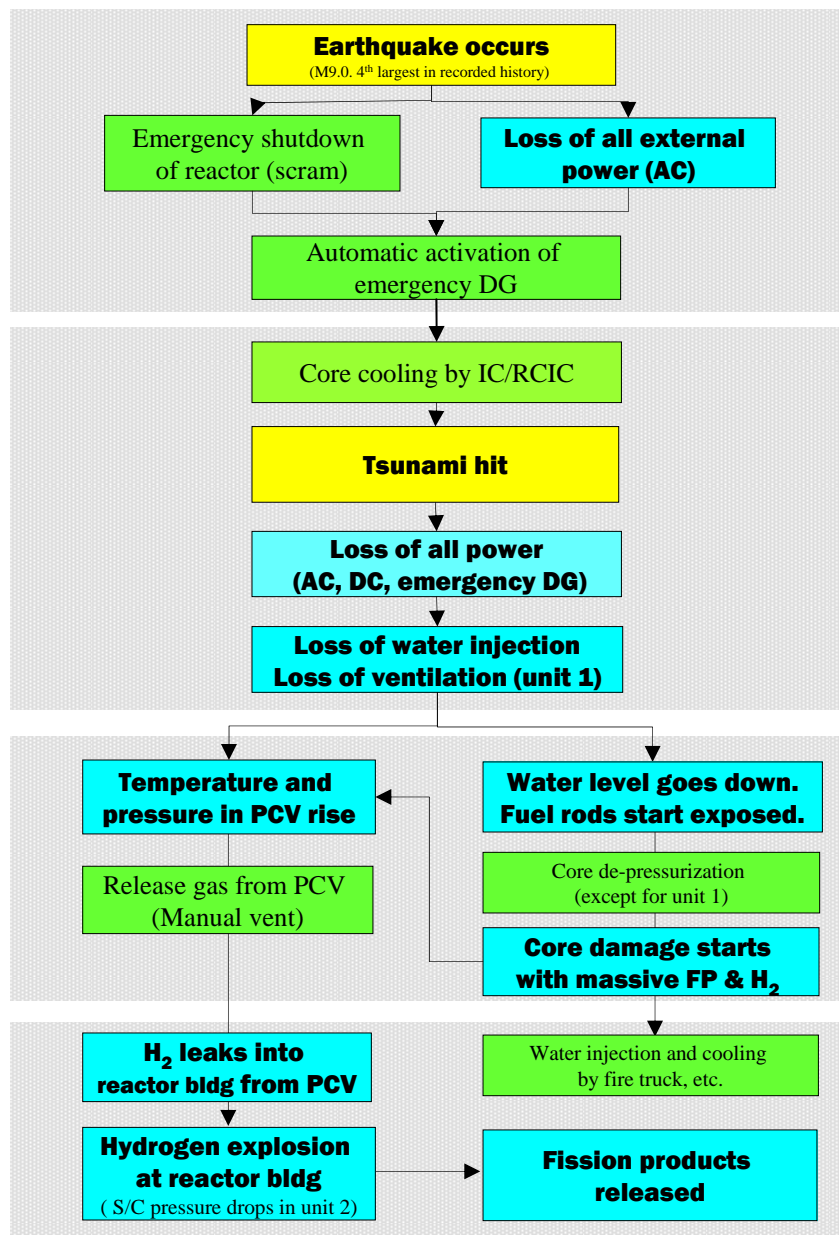 Earthquake occurs
(M9.0. 4th largest in recorded history)
Emergency shutdown
of reactor (scram)
Loss of all external
power (AC)
Automatic activation of
emergency DG
Core cooling by IC/RCIC
Tsunami hit
Loss of all power
(AC, DC, emergency DG)
Loss of water injection
Loss of ventilation (unit 1)
Temperature and
pressure in PCV rise
Water level goes down.
Fuel rods start exposed.
Release gas from PCV
(Manual vent)
Core de-pressurization
(except for unit 1)
Core damage starts
with massive FP & H2
H2 leaks into
reactor bldg from PCV
Water injection and cooling
by fire truck, etc.
Hydrogen explosion
at reactor bldg
( S/C pressure drops in unit 2)
Fission products
released